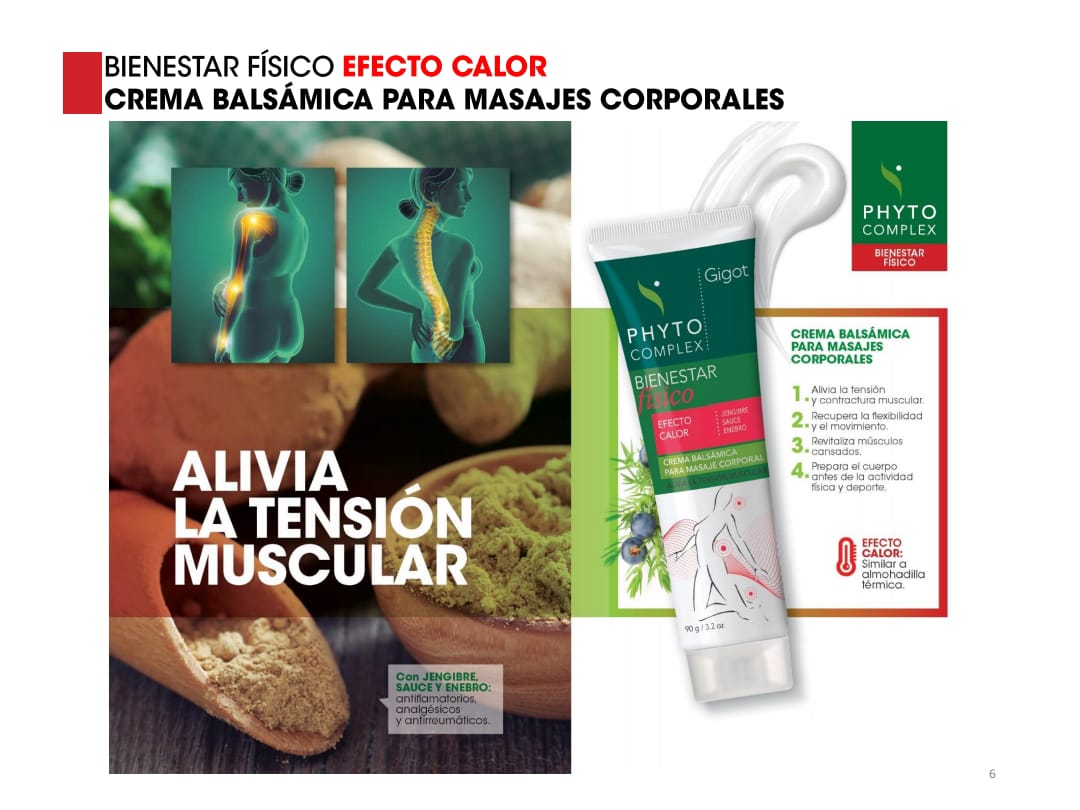 BIENESTAR FÍSICO EFECTO CALOR
CREMA BALSÁMICA PARA MASAJES CORPORALES
ALIVIA
LA TENSIÓN
MUSCULAR
Con JENGIBRE,
SAUCE Y ENEBRO:
antiflamatorios,
analgésicos
y antirreumáticos.
Gigot
PHYTO
COMPLEX
BIENESTAR
físico
EFECTO
CALOR
JENGIBRE
SAUCE
ENEBRO
CREMA BALSÁMICA
PARA MASAJE CORPORAL
ALIVIA LA TENSIÓN MUSCULAR
90 g / 3.2 oz
PHYTO
COMPLEX
BIENESTAR
FÍSICO
CREMA BALSÁMICA
PARA MASAJES
CORPORALES
1. Alivia la tensión
y contractura muscular.
2. Recupera la flexibilidad
y el movimiento.
3. Revitaliza músculos
cansados.
4. Prepara el cuerpo
antes de la actividad
física y deporte.
EFECTO
CALOR:
Similar a
almohadilla
térmica.
6